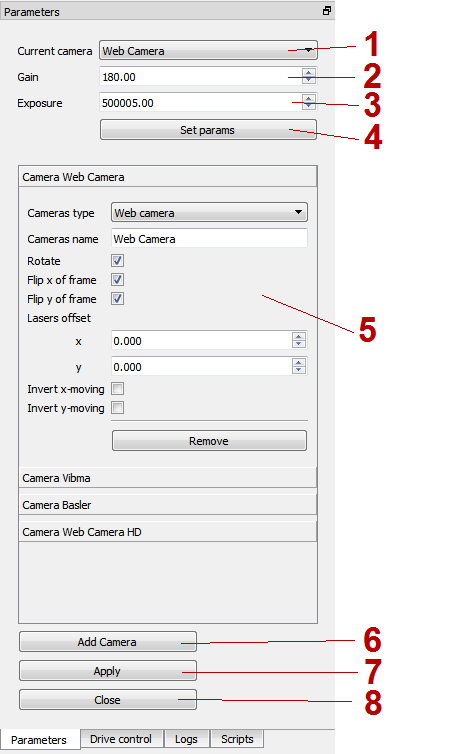 Parameters
Current camera Web Camera 1
Gain 180.00 2
Exposure 500005.00 3
Set params 4
Camera Web Camera
Cameras type Web camera
Cameras name Web Camera
Rotate
Flip x of frame
Flip y of frame
Lasers offset
5
x 0.000
y 0.000
Invert x-moving
Invert y-moving
Remove
Camera Vibma
Camera Basler
Camera Web Camera HD
Add Camera 6
Apply 7
Close 8
Parameters Drive control Logs Scripts